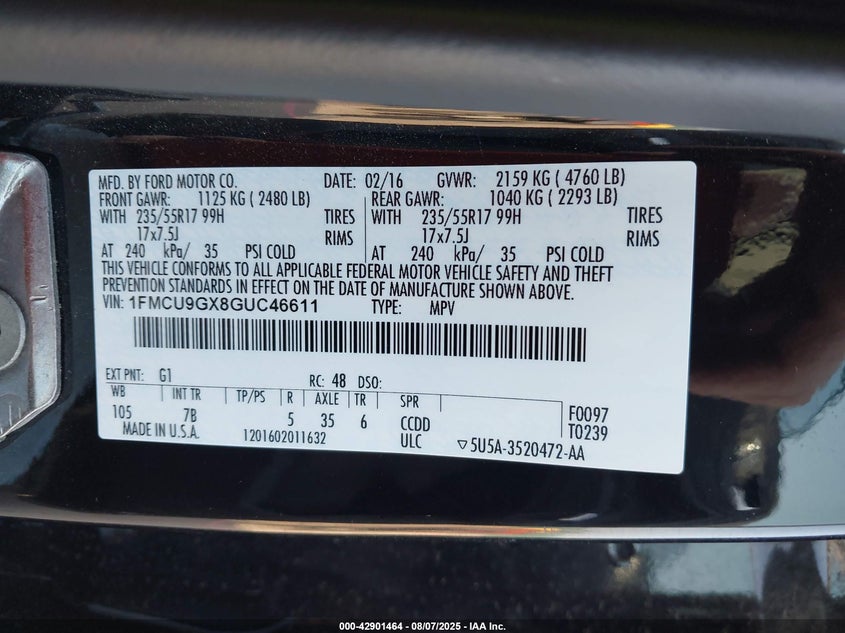 MFD. BY FORD MOTOR CO. DATE: 02/16 GVWR: 2159 KG ( 4760 LB)
FRONT GAWR: 1125 KG ( 2480 LB) REAR GAWR: 1040 KG ( 2293 LB)
WITH 235/55R17 99H TIRES WITH 235/55R17 99H TIRES
17x7.5J RIMS 17x7.5J RIMS
AT 240 kPa/ 35 PSI COLD AT 240 kPa/ 35 PSI COLD
THIS VEHICLE CONFORMS TO ALL APPLICABLE FEDERAL MOTOR VEHICLE SAFETY AND THEFT
PREVENTION STANDARDS IN EFFECT ON THE DATE OF MANUFACTURE SHOWN ABOVE.
VIN: 1FMCU9GX8GUC46611 TYPE: MPV
EXT PNT: G1 RC: 48 DSO:
WB INT TR TP/PS R AXLE TR SPR
105 7B 5 35 6 CCDD F0097
MADE IN U.S.A. 1201602011632 ULC T0239
▽5U5A-3520472-AA
000-42901464 - 08/07/2025 - IAA Inc.